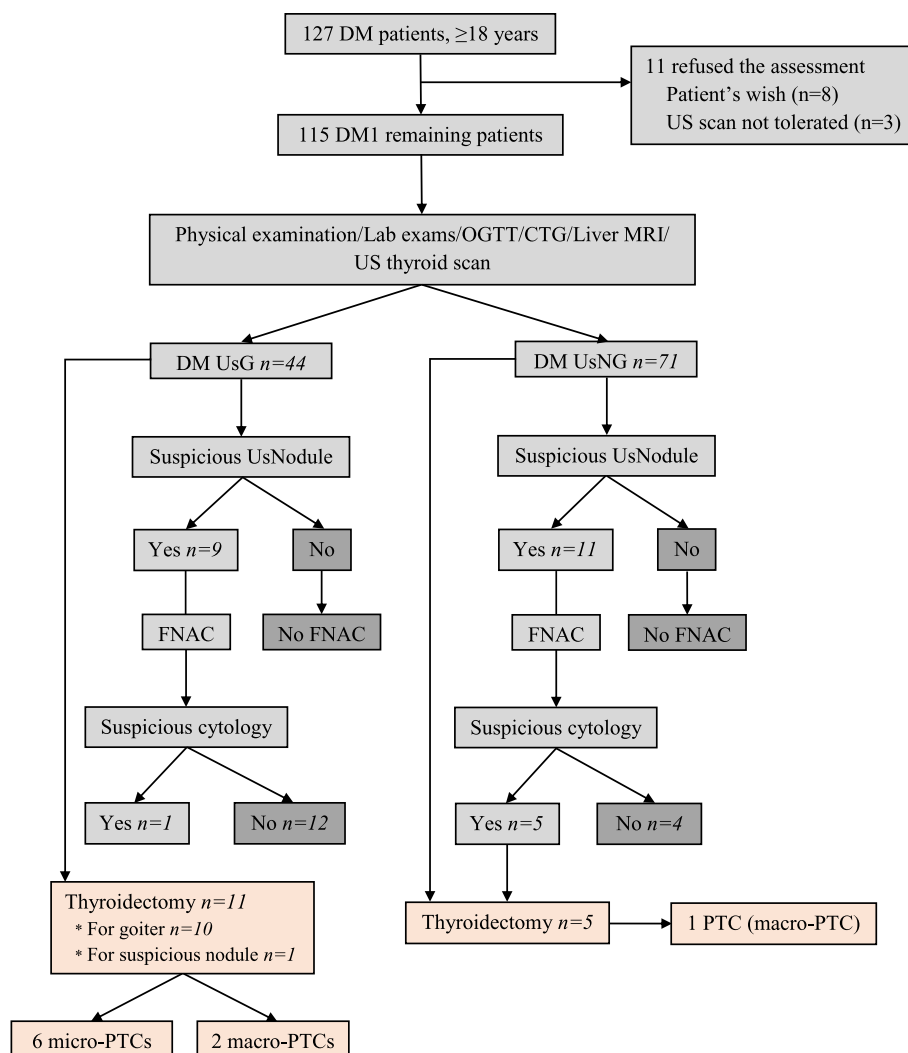 127 DM patients, ≥18 years
11 refused the assessment
Patient's wish (n=8)
US scan not tolerated (n=3)
115 DM1 remaining patients
Physical examination/Lab exams/OGTT/CTG/Liver MRI/
US thyroid scan
DM UsG n=44
DM UsNG n=71
Suspicious UsNodule
Suspicious UsNodule
Yes n=9
No
Yes n=11
No
FNAC
No FNAC
FNAC
No FNAC
Suspicious cytology
Suspicious cytology
Yes n=1
No n=12
Yes n=5
No n=4
Thyroidectomy n=11
* For goiter n=10
* For suspicious nodule n=1
Thyroidectomy n=5
1 PTC (macro-PTC)
6 micro-PTCs
2 macro-PTCs